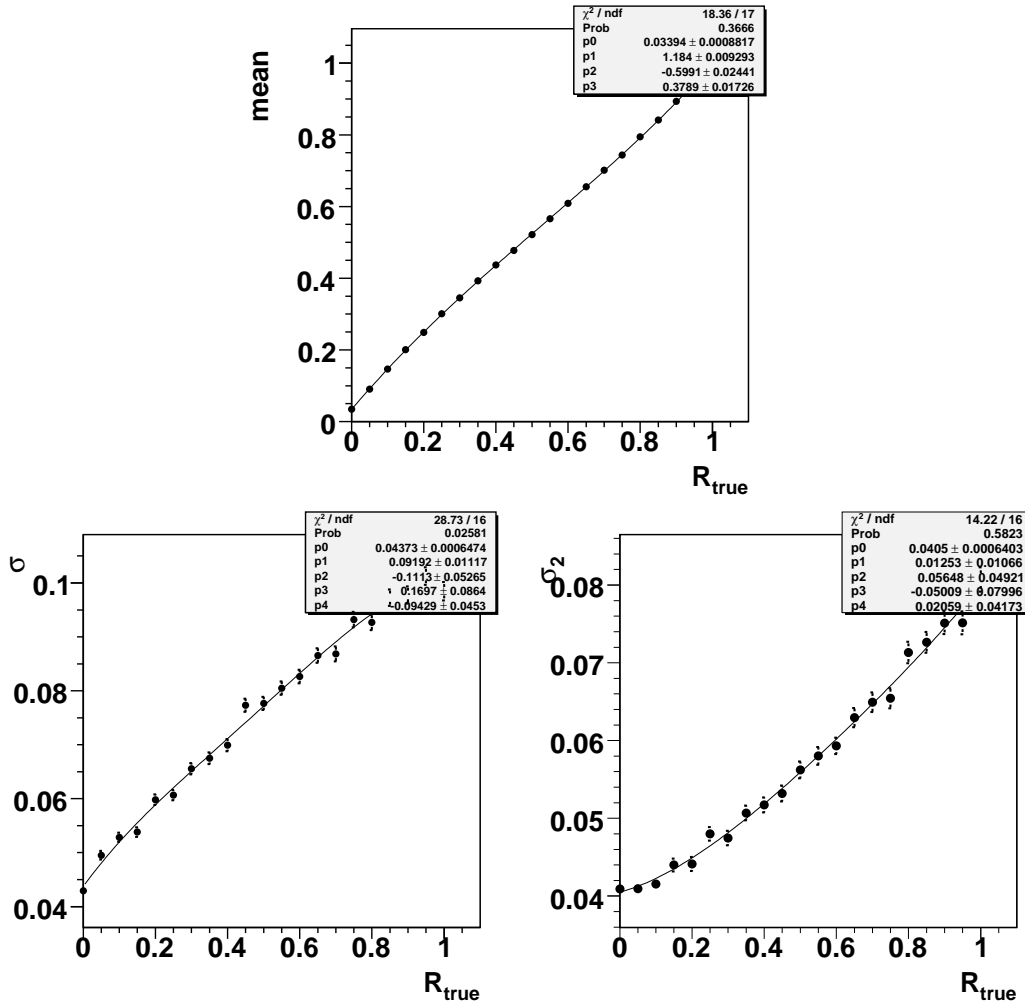 χ² / ndf 18.36 / 17
Prob 0.3666
p0 0.03394 ± 0.0008817
p1 1.184 ± 0.009293
p2 -0.5991 ± 0.02441
p3 0.3789 ± 0.01726
mean
1
0.8
0.6
0.4
0.2
0
0 0.2 0.4 0.6 0.8 1
R_true
χ² / ndf 28.73 / 16
Prob 0.02581
p0 0.04373 ± 0.0006474
p1 0.09192 ± 0.01117
p2 -0.1113 ± 0.05265
p3 0.1697 ± 0.0864
p4 -0.09429 ± 0.0453
σ
0.1
0.08
0.06
0.04
0 0.2 0.4 0.6 0.8 1
R_true
χ² / ndf 14.22 / 16
Prob 0.5823
p0 0.0405 ± 0.0006403
p1 0.01253 ± 0.01066
p2 0.05648 ± 0.04921
p3 -0.05009 ± 0.07996
p4 0.02059 ± 0.04173
σ₂
0.08
0.07
0.06
0.05
0.04
0 0.2 0.4 0.6 0.8 1
R_true